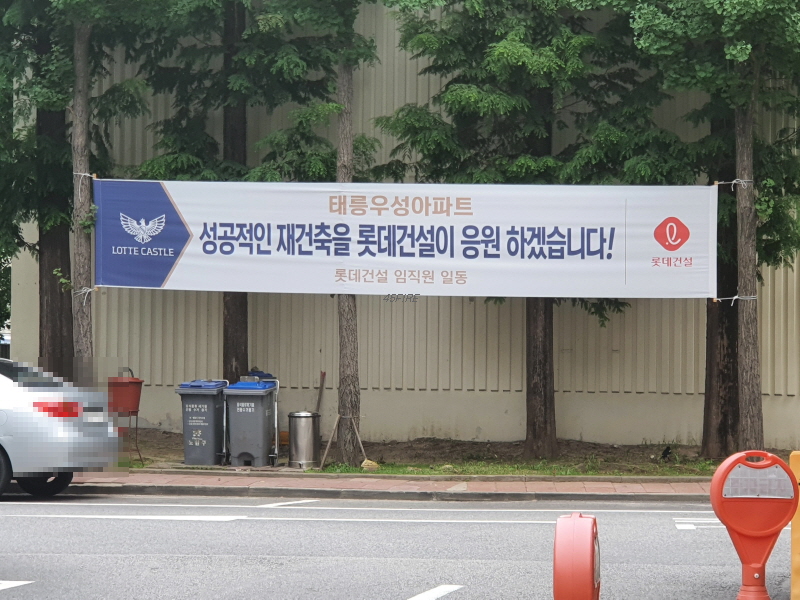 태릉우성아파트
LOTTE CASTLE
성공적인 재건축을 롯데건설이 응원 하겠습니다!
롯데건설
롯데건설 임직원 일동
45FIRE